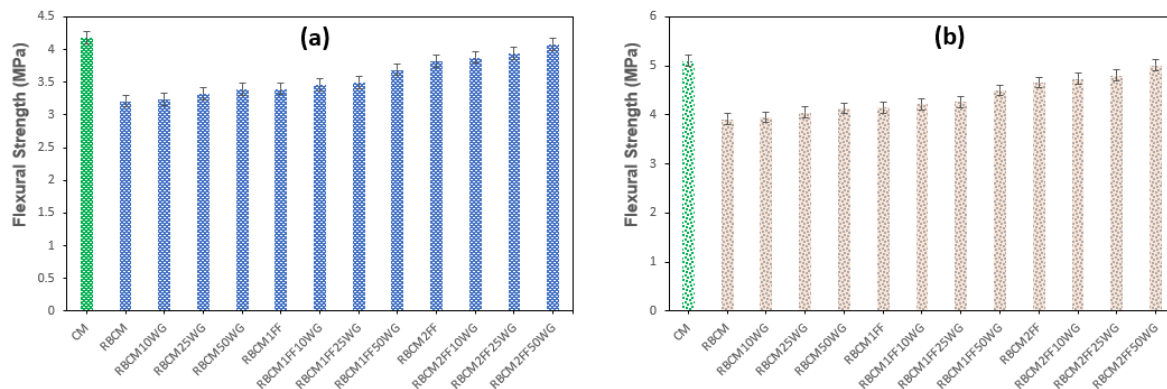 (a)
Flexural Strength (MPa)
4.5
4
3.5
3
2.5
2
1.5
1
0.5
0
CM
RBCM
RBCM10WG
RBCM25WG
RBCM50WG
RBCM1FF
RBCM1FF10WG
RBCM1FF25WG
RBCM1FF50WG
RBCM2FF
RBCM2FF10WG
RBCM2FF25WG
RBCM2FF50WG
(b)
Flexural Strength (MPa)
6
5
4
3
2
1
0
CM
RBCM
RBCM10WG
RBCM25WG
RBCM50WG
RBCM1FF
RBCM1FF10WG
RBCM1FF25WG
RBCM1FF50WG
RBCM2FF
RBCM2FF10WG
RBCM2FF25WG
RBCM2FF50WG